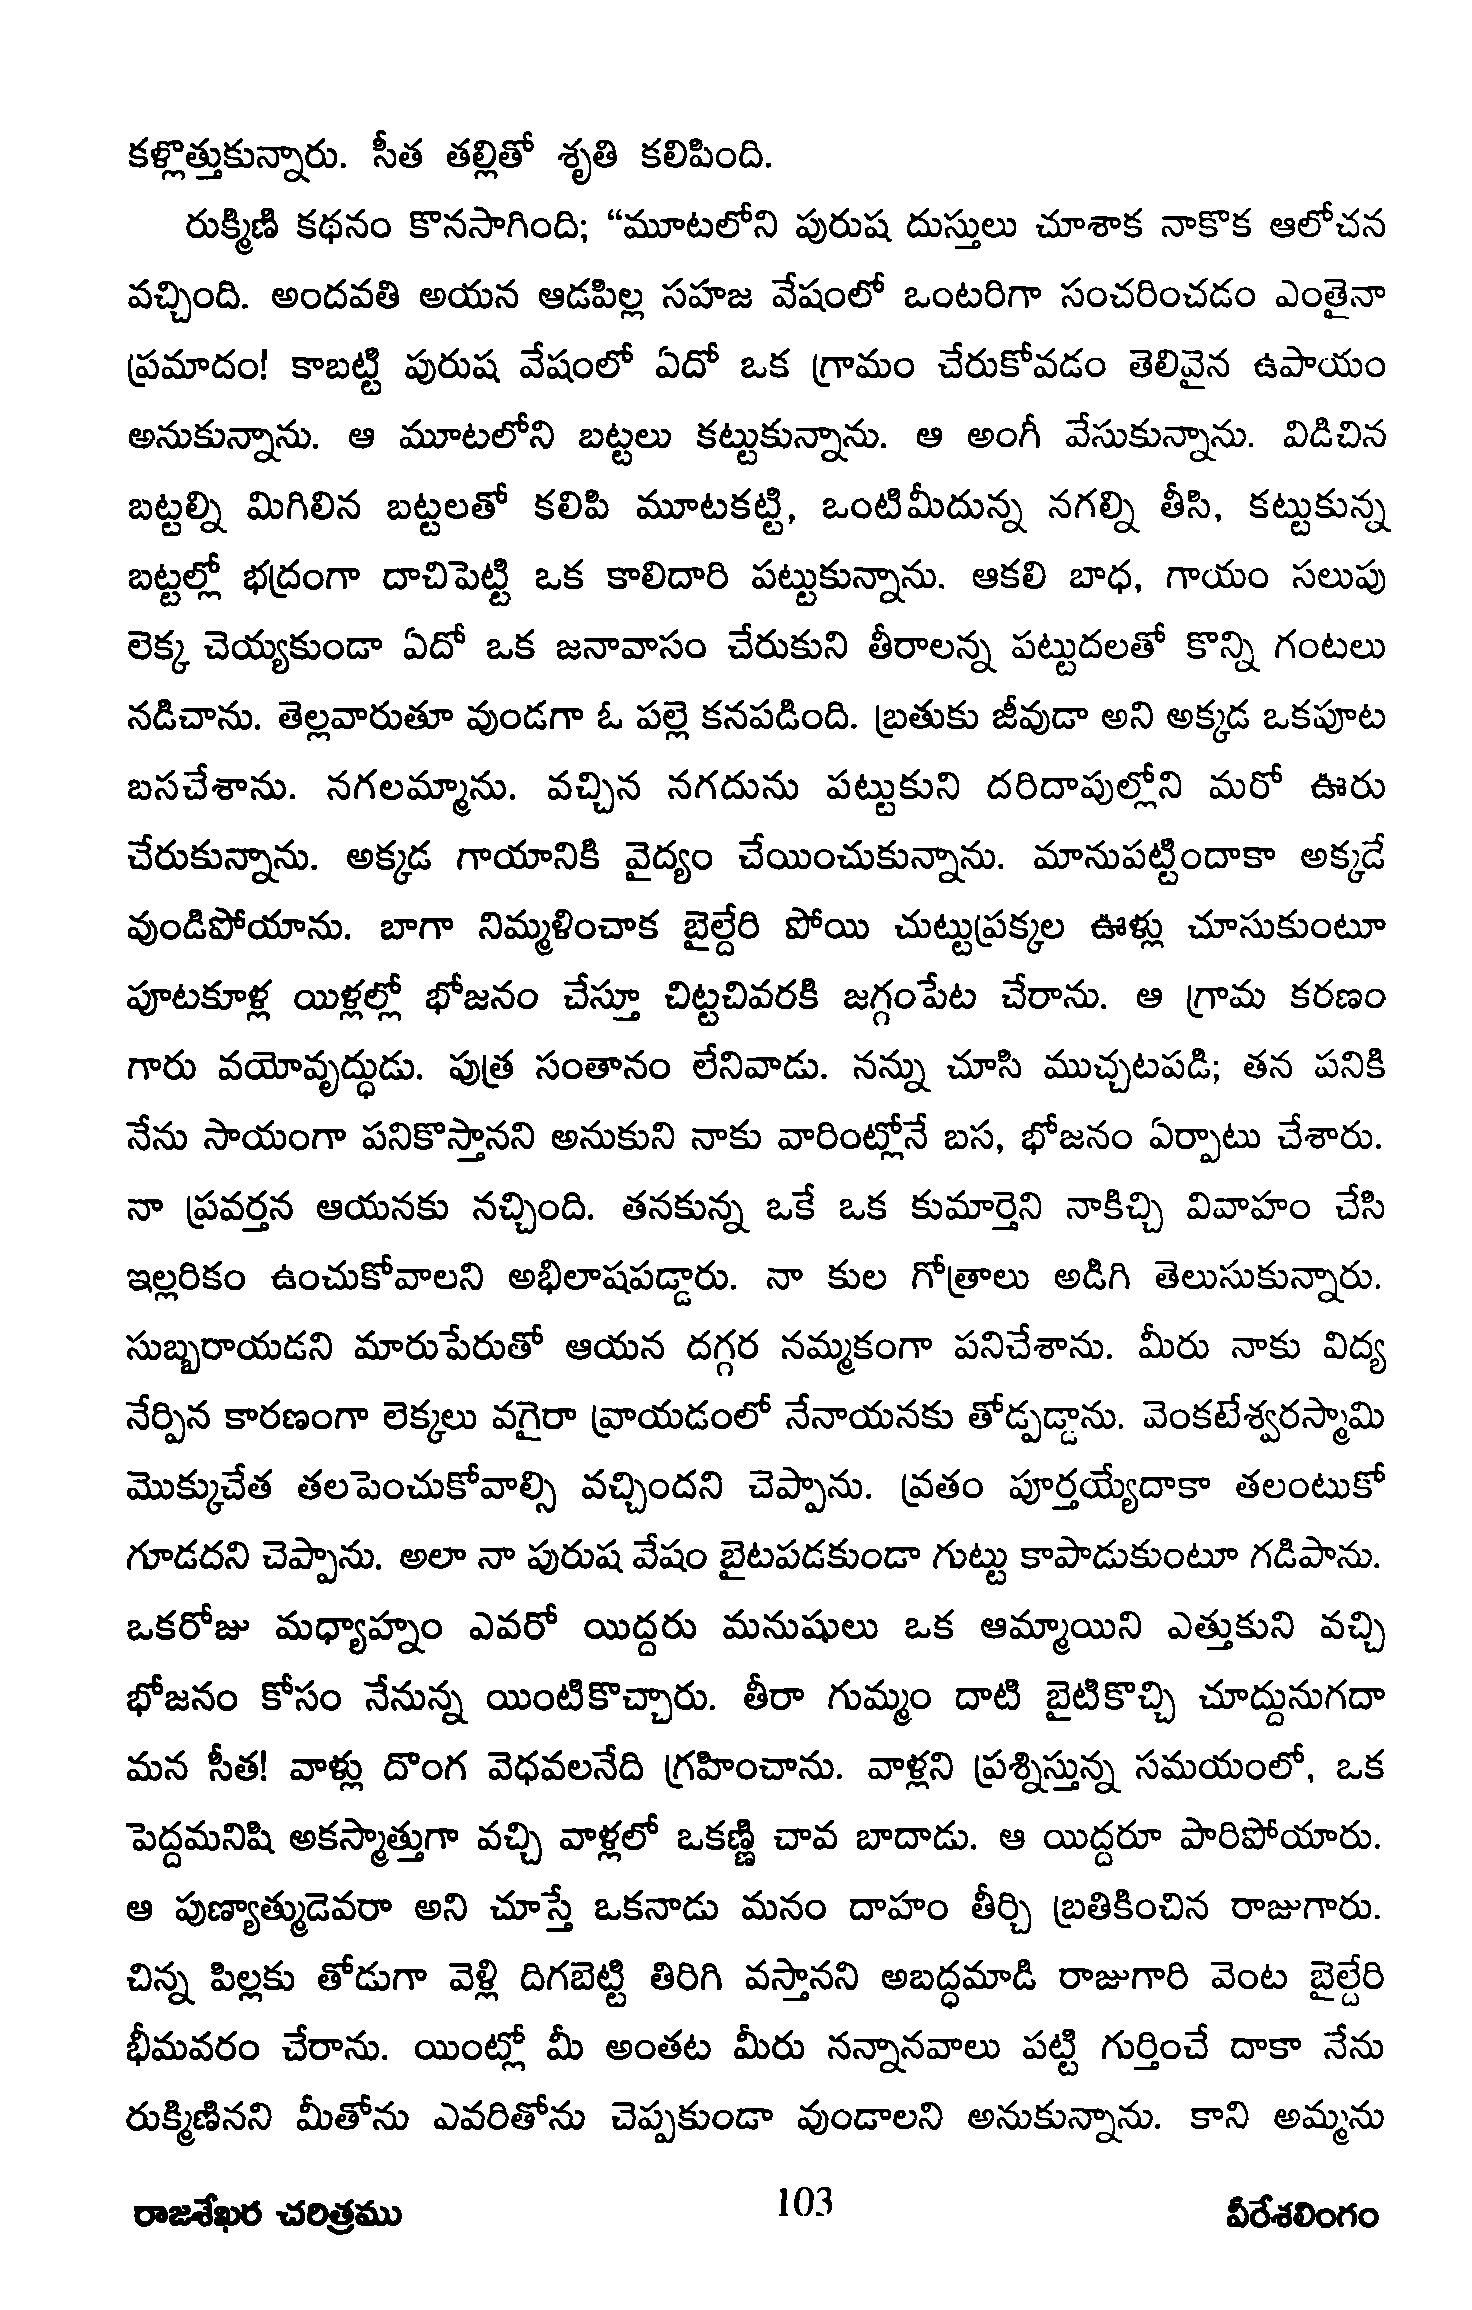 కళ్లొత్తుకున్నారు. సీత తల్లితో శృతి కలిపింది.
రుక్మిణి కథనం కొనసాగింది; “మూటలోని పురుష దుస్తులు చూశాక నాకొక ఆలోచన
వచ్చింది. అందవతి అయన ఆడపిల్ల సహజ వేషంలో ఒంటరిగా సంచరించడం ఎంతైనా
ప్రమాదం! కాబట్టి పురుష వేషంలో ఏదో ఒక గ్రామం చేరుకోవడం తెలివైన ఉపాయం
అనుకున్నాను. ఆ మూటలోని బట్టలు కట్టుకున్నాను. ఆ అంగీ వేసుకున్నాను. విడిచిన
బట్టల్ని మిగిలిన బట్టలతో కలిపి మూటకట్టి, ఒంటిమీదున్న నగల్ని తీసి, కట్టుకున్న
బట్టల్లో భద్రంగా దాచిపెట్టి ఒక కాలిదారి పట్టుకున్నాను. ఆకలి బాధ, గాయం సలుపు
లెక్క చెయ్యకుండా ఏదో ఒక జనావాసం చేరుకుని తీరాలన్న పట్టుదలతో కొన్ని గంటలు
నడిచాను. తెల్లవారుతూ వుండగా ఓ పల్లె కనపడింది. బ్రతుకు జీవుడా అని అక్కడ ఒకపూట
బసచేశాను. నగలమ్మాను. వచ్చిన నగదును పట్టుకుని దరిదాపుల్లోని మరో ఊరు
చేరుకున్నాను. అక్కడ గాయానికి వైద్యం చేయించుకున్నాను. మానుపట్టిందాకా అక్కడే
వుండిపోయాను. బాగా నిమ్మళించాక బైల్దేరి పోయి చుట్టుప్రక్కల ఊళ్లు చూసుకుంటూ
పూటకూళ్ల యిళ్లల్లో భోజనం చేస్తూ చిట్టచివరకి జగ్గంపేట చేరాను. ఆ గ్రామ కరణం
గారు వయోవృద్ధుడు. పుత్ర సంతానం లేనివాడు. నన్ను చూసి ముచ్చటపడి; తన పనికి
నేను సాయంగా పనికొస్తానని అనుకుని నాకు వారింట్లోనే బస, భోజనం ఏర్పాటు చేశారు.
నా ప్రవర్తన ఆయనకు నచ్చింది. తనకున్న ఒకే ఒక కుమార్తెని నాకిచ్చి వివాహం చేసి
ఇల్లరికం ఉంచుకోవాలని అభిలాషపడ్డారు. నా కుల గోత్రాలు అడిగి తెలుసుకున్నారు.
సుబ్బరాయడని మారుపేరుతో ఆయన దగ్గర నమ్మకంగా పనిచేశాను. మీరు నాకు విద్య
నేర్పిన కారణంగా లెక్కలు వగైరా వ్రాయడంలో నేనాయనకు తోడ్పడ్డాను. వెంకటేశ్వరస్వామి
మొక్కుచేత తలపెంచుకోవాల్సి వచ్చిందని చెప్పాను. వ్రతం పూర్తయ్యేదాకా తలంటుకో
గూడదని చెప్పాను. అలా నా పురుష వేషం బైటపడకుండా గుట్టు కాపాడుకుంటూ గడిపాను.
ఒకరోజు మధ్యాహ్నం ఎవరో యిద్దరు మనుషులు ఒక ఆమ్మాయిని ఎత్తుకుని వచ్చి
భోజనం కోసం నేనున్న యింటికొచ్చారు. తీరా గుమ్మం దాటి బైటికొచ్చి చూద్దునుగదా
మన సీత! వాళ్లు దొంగ వెధవలనేది గ్రహించాను. వాళ్లని ప్రశ్నిస్తున్న సమయంలో, ఒక
పెద్దమనిషి అకస్మాత్తుగా వచ్చి వాళ్లలో ఒకణ్ణి చావ బాదాడు. ఆ యిద్దరూ పారిపోయారు.
ఆ పుణ్యాత్ముడెవరా అని చూస్తే ఒకనాడు మనం దాహం తీర్చి బ్రతికించిన రాజుగారు.
చిన్న పిల్లకు తోడుగా వెళ్లి దిగబెట్టి తిరిగి వస్తానని అబద్ధమాడి రాజుగారి వెంట బైల్దేరి
భీమవరం చేరాను. యింట్లో మీ అంతట మీరు నన్నానవాలు పట్టి గుర్తించే దాకా నేను
రుక్మిణినని మీతోను ఎవరితోను చెప్పకుండా వుండాలని అనుకున్నాను. కాని అమ్మను
రాజశేఖర చరిత్రము 103 వీరేశలింగం